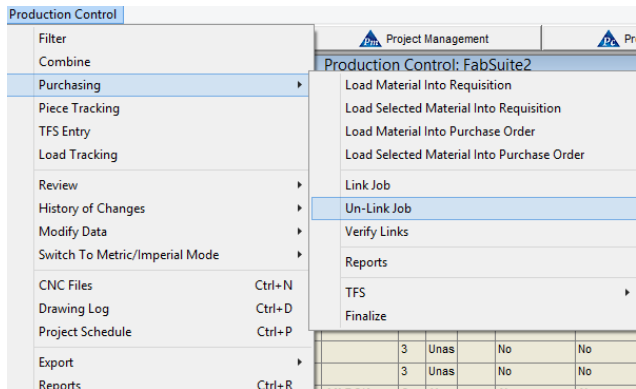 Production Control
Pm Project Management
Pc Pr
Production Control: FabSuite2
Filter
Combine
Purchasing
Piece Tracking
TFS Entry
Load Tracking
Review
History of Changes
Modify Data
Switch To Metric/Imperial Mode
CNC Files Ctrl+N
Drawing Log Ctrl+D
Project Schedule Ctrl+P
Export
Reports Ctrl+R
Load Material Into Requisition
Load Selected Material Into Requisition
Load Material Into Purchase Order
Load Selected Material Into Purchase Order
Link Job
Un-Link Job
Verify Links
Reports
TFS
Finalize
3 Unas No No
3 Unas No No